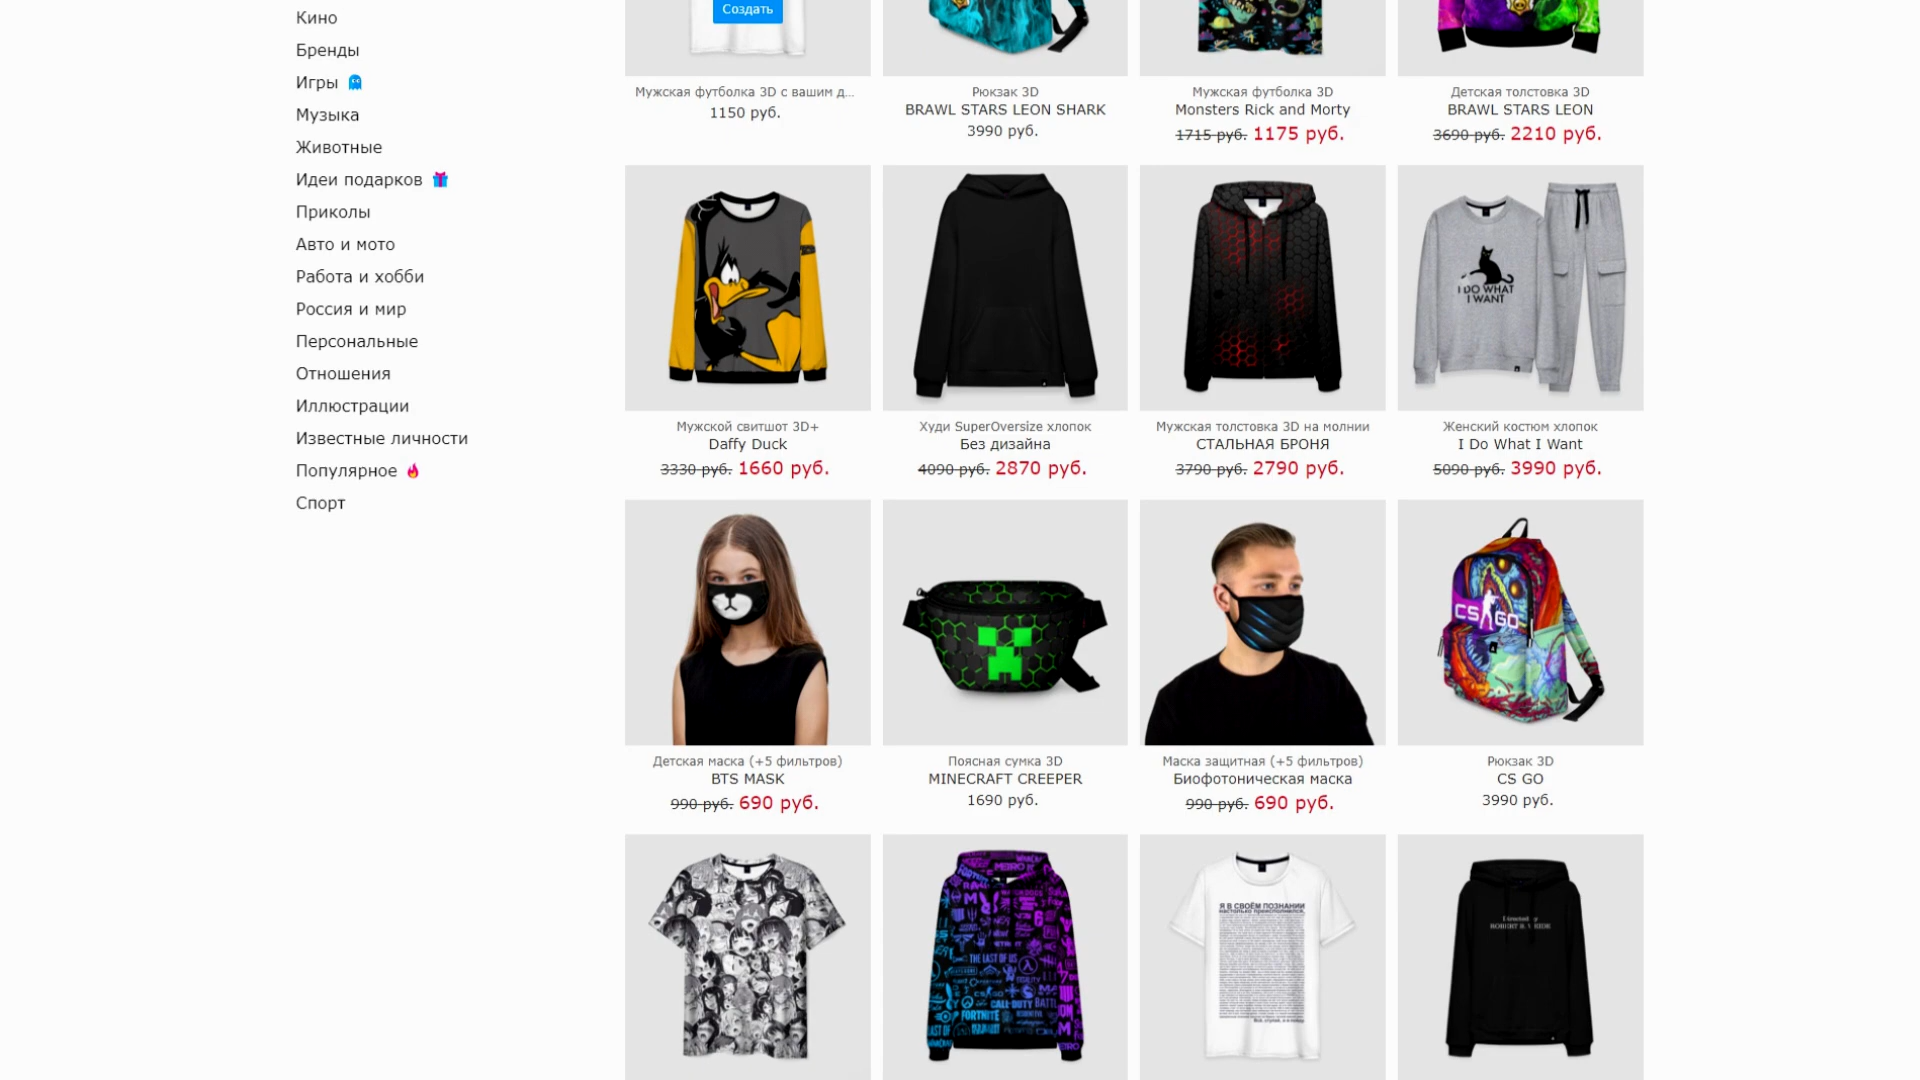 Кино
Бренды
Игры
Музыка
Животные
Идеи подарков
Приколы
Авто и мото
Работа и хобби
Россия и мир
Персональные
Отношения
Иллюстрации
Известные личности
Популярное
Спорт
Создать
Мужская футболка 3D с вашим д...
1150 руб.
Рюкзак 3D
BRAWL STARS LEON SHARK
3990 руб.
Мужская футболка 3D
Monsters Rick and Morty
1715 руб. 1175 руб.
Детская толстовка 3D
BRAWL STARS LEON
3690 руб. 2210 руб.
I DO WHAT
I WANT
Мужской свитшот 3D+
Daffy Duck
3330 руб. 1660 руб.
Худи SuperOversize хлопок
Без дизайна
4090 руб. 2870 руб.
Мужская толстовка 3D на молнии
СТАЛЬНАЯ БРОНЯ
3790 руб. 2790 руб.
Женский костюм хлопок
I Do What I Want
5090 руб. 3990 руб.
CS GO
Детская маска (+5 фильтров)
BTS MASK
990 руб. 690 руб.
Поясная сумка 3D
MINECRAFT CREEPER
1690 руб.
Маска защитная (+5 фильтров)
Биофотоническая маска
990 руб. 690 руб.
Рюкзак 3D
CS GO
3990 руб.
THE LAST OF US
CS GO
CALL OF DUTY
FORTNITE
Я В СВОЁМ ПОЗНАНИИ
настолько преисполнился,